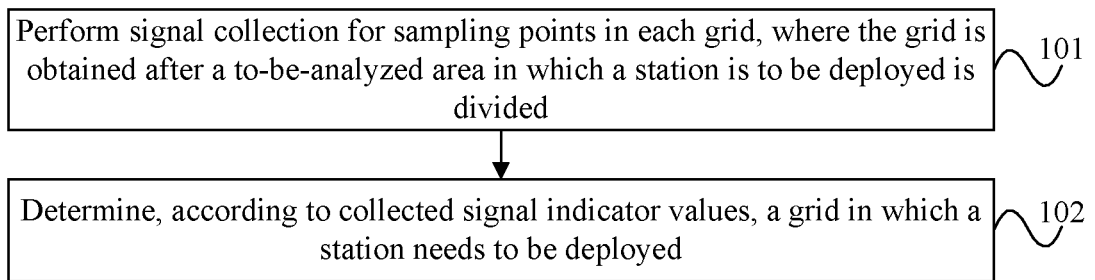 Perform signal collection for sampling points in each grid, where the grid is
obtained after a to-be-analyzed area in which a station is to be deployed is
divided
101
Determine, according to collected signal indicator values, a grid in which a
station needs to be deployed
102